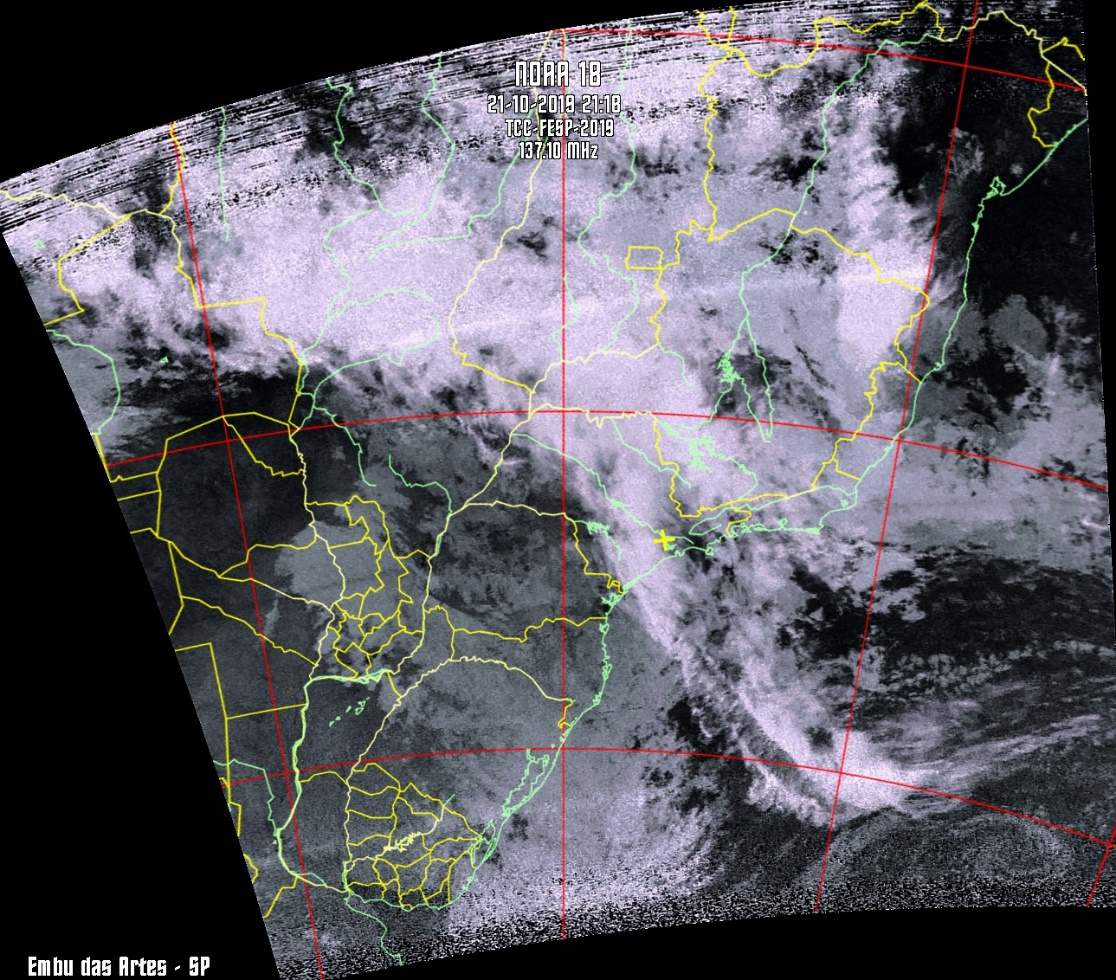 NOAA 18
21-10-2019 21:18
TCC-FESP-2019
137.10 MHz
Embu das Artes - SP